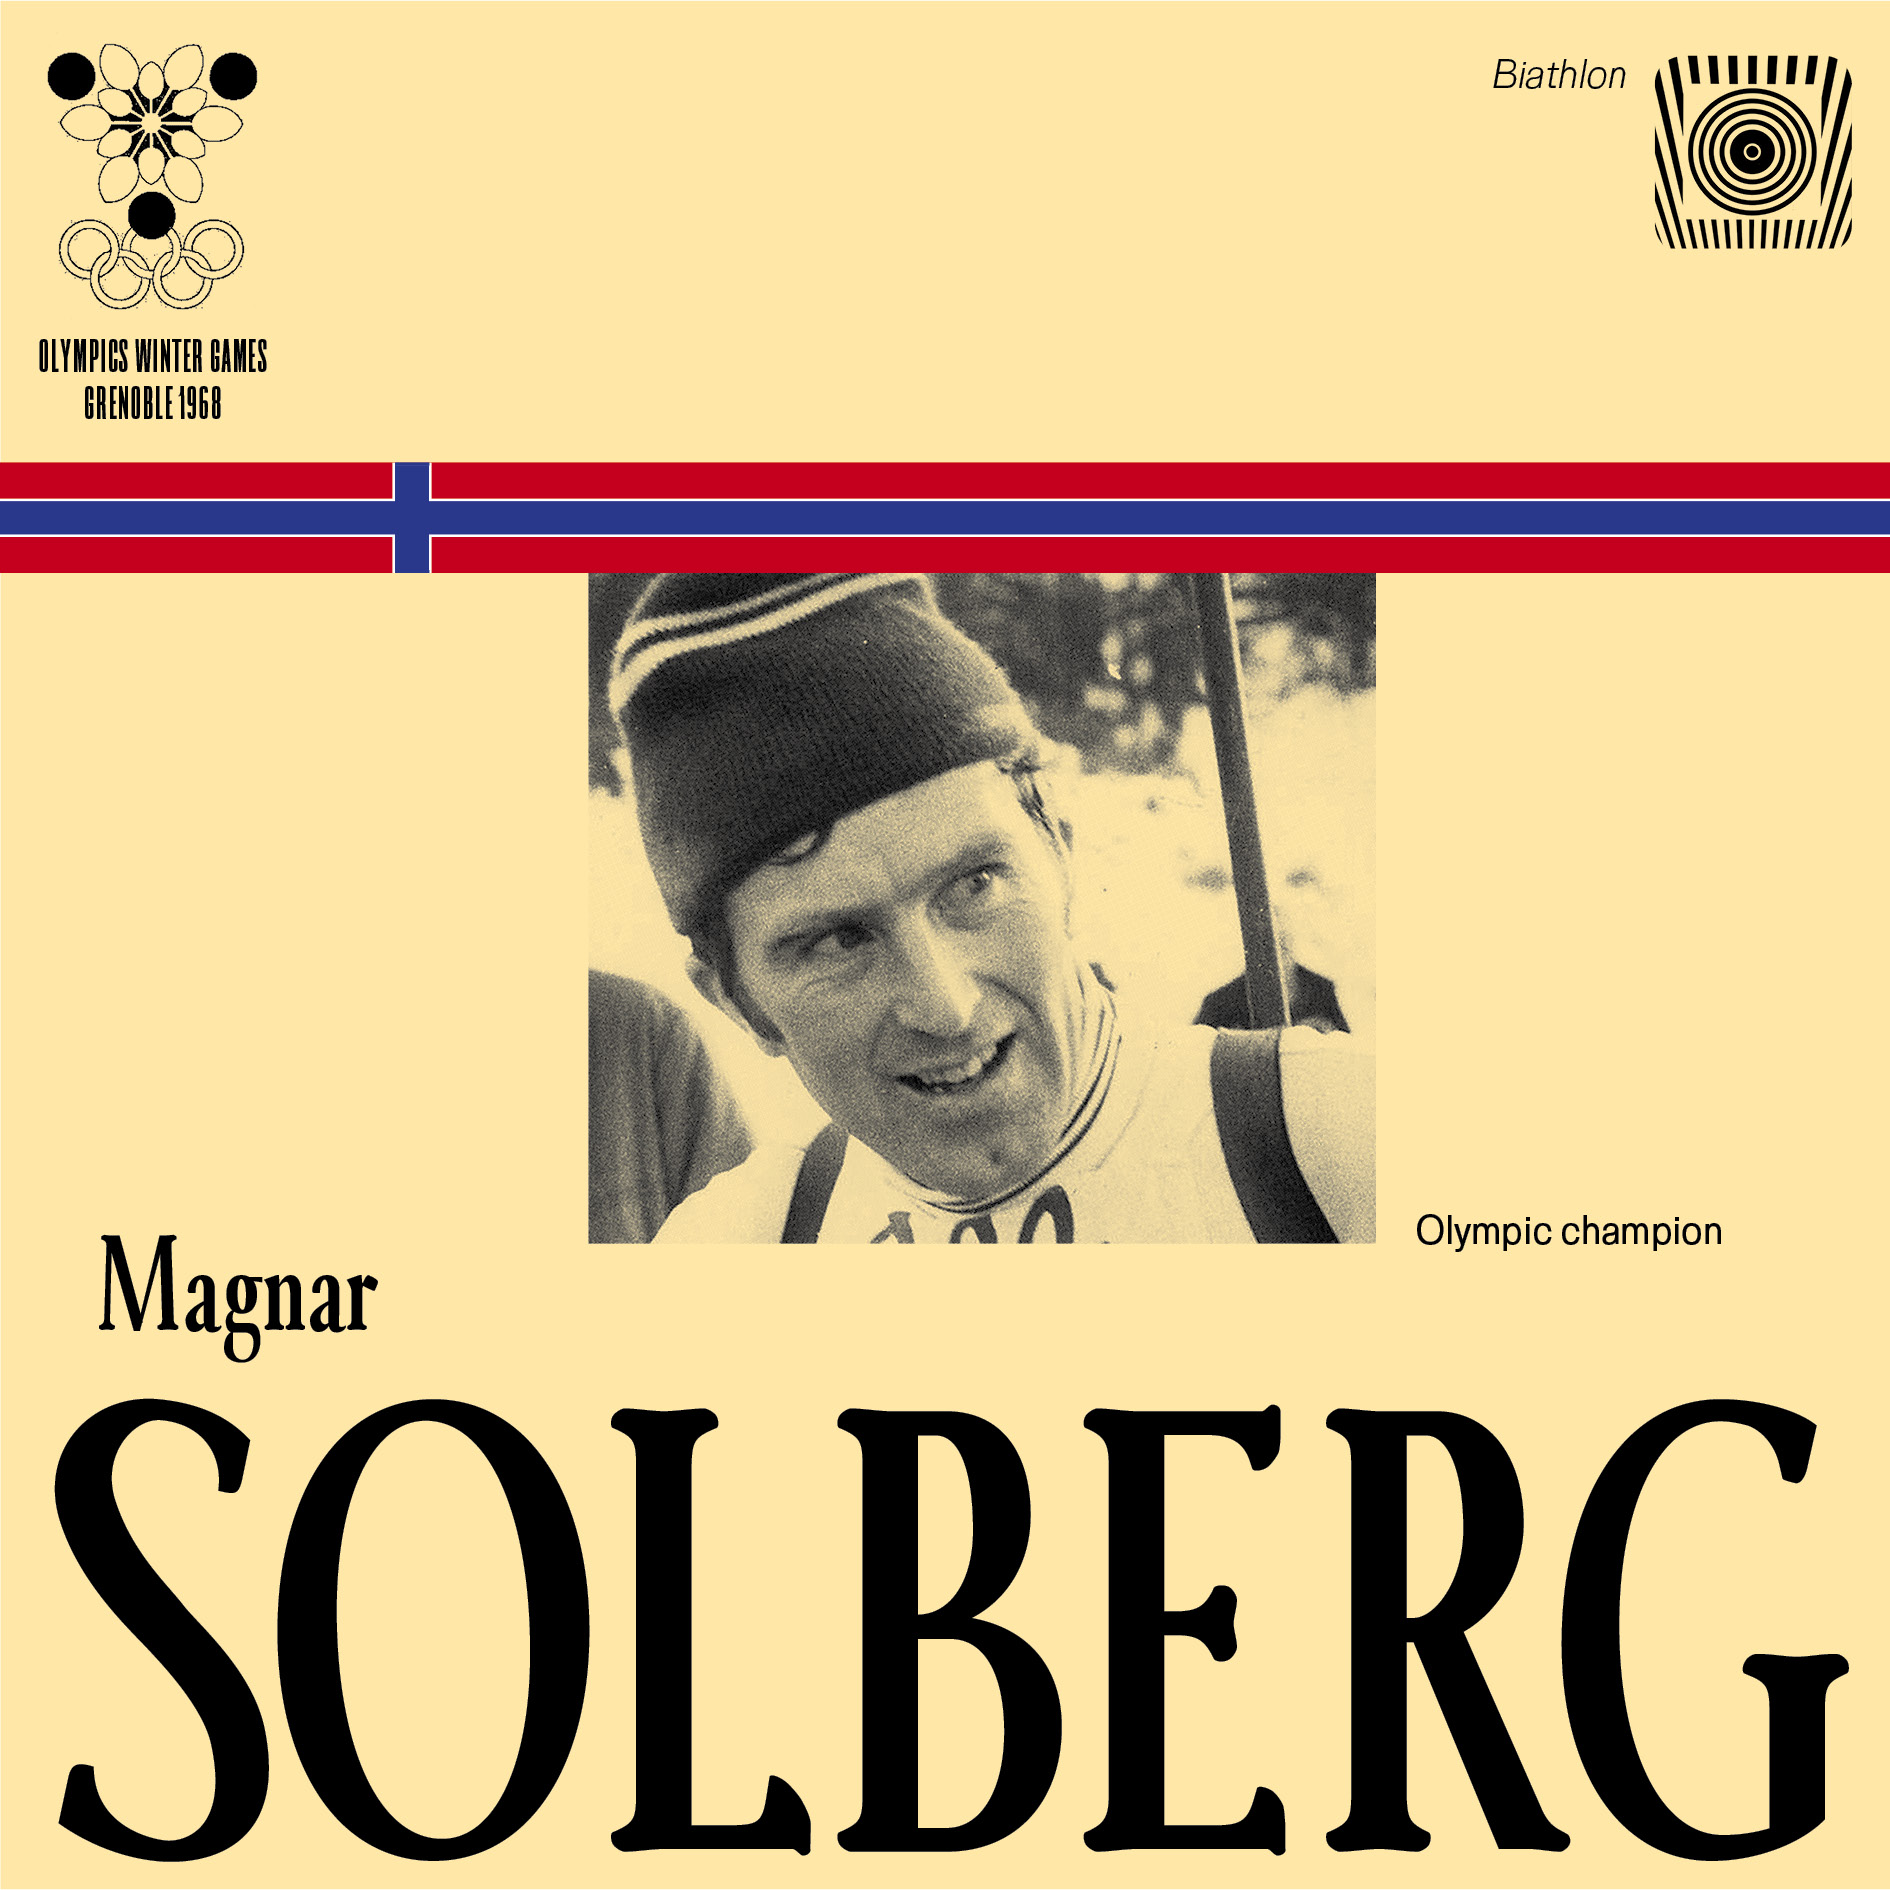 Biathlon
OLYMPICS WINTER GAMES
GRENOBLE 1968
Olympic champion
Magnar
SOLBERG